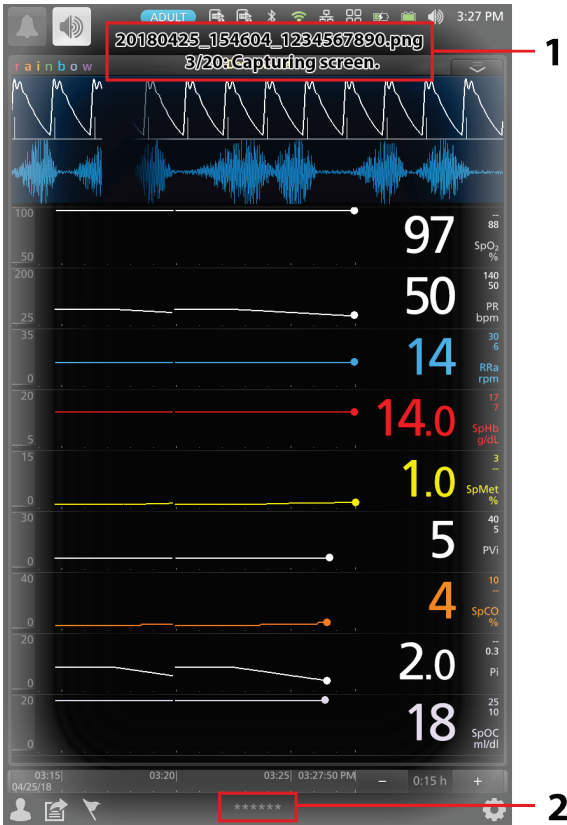 ADULT
3:27 PM
20180425_154604_1234567890.png
3/20: Capturing screen.
1
rainbow
100
50
97
--
88
SpO2
%
200
25
50
140
50
PR
bpm
35
0
14
30
6
RRa
rpm
20
5
14.0
17
7
SpHb
g/dL
15
0
1.0
3
--
SpMet
%
30
0
5
40
5
PVi
40
0
4
10
--
SpCO
%
20
0
2.0
--
0.3
Pi
20
0
18
25
10
SpOC
ml/dl
03:15
03:20
03:25
03:27:50 PM
−
0:15 h
+
04/25/18
******
2